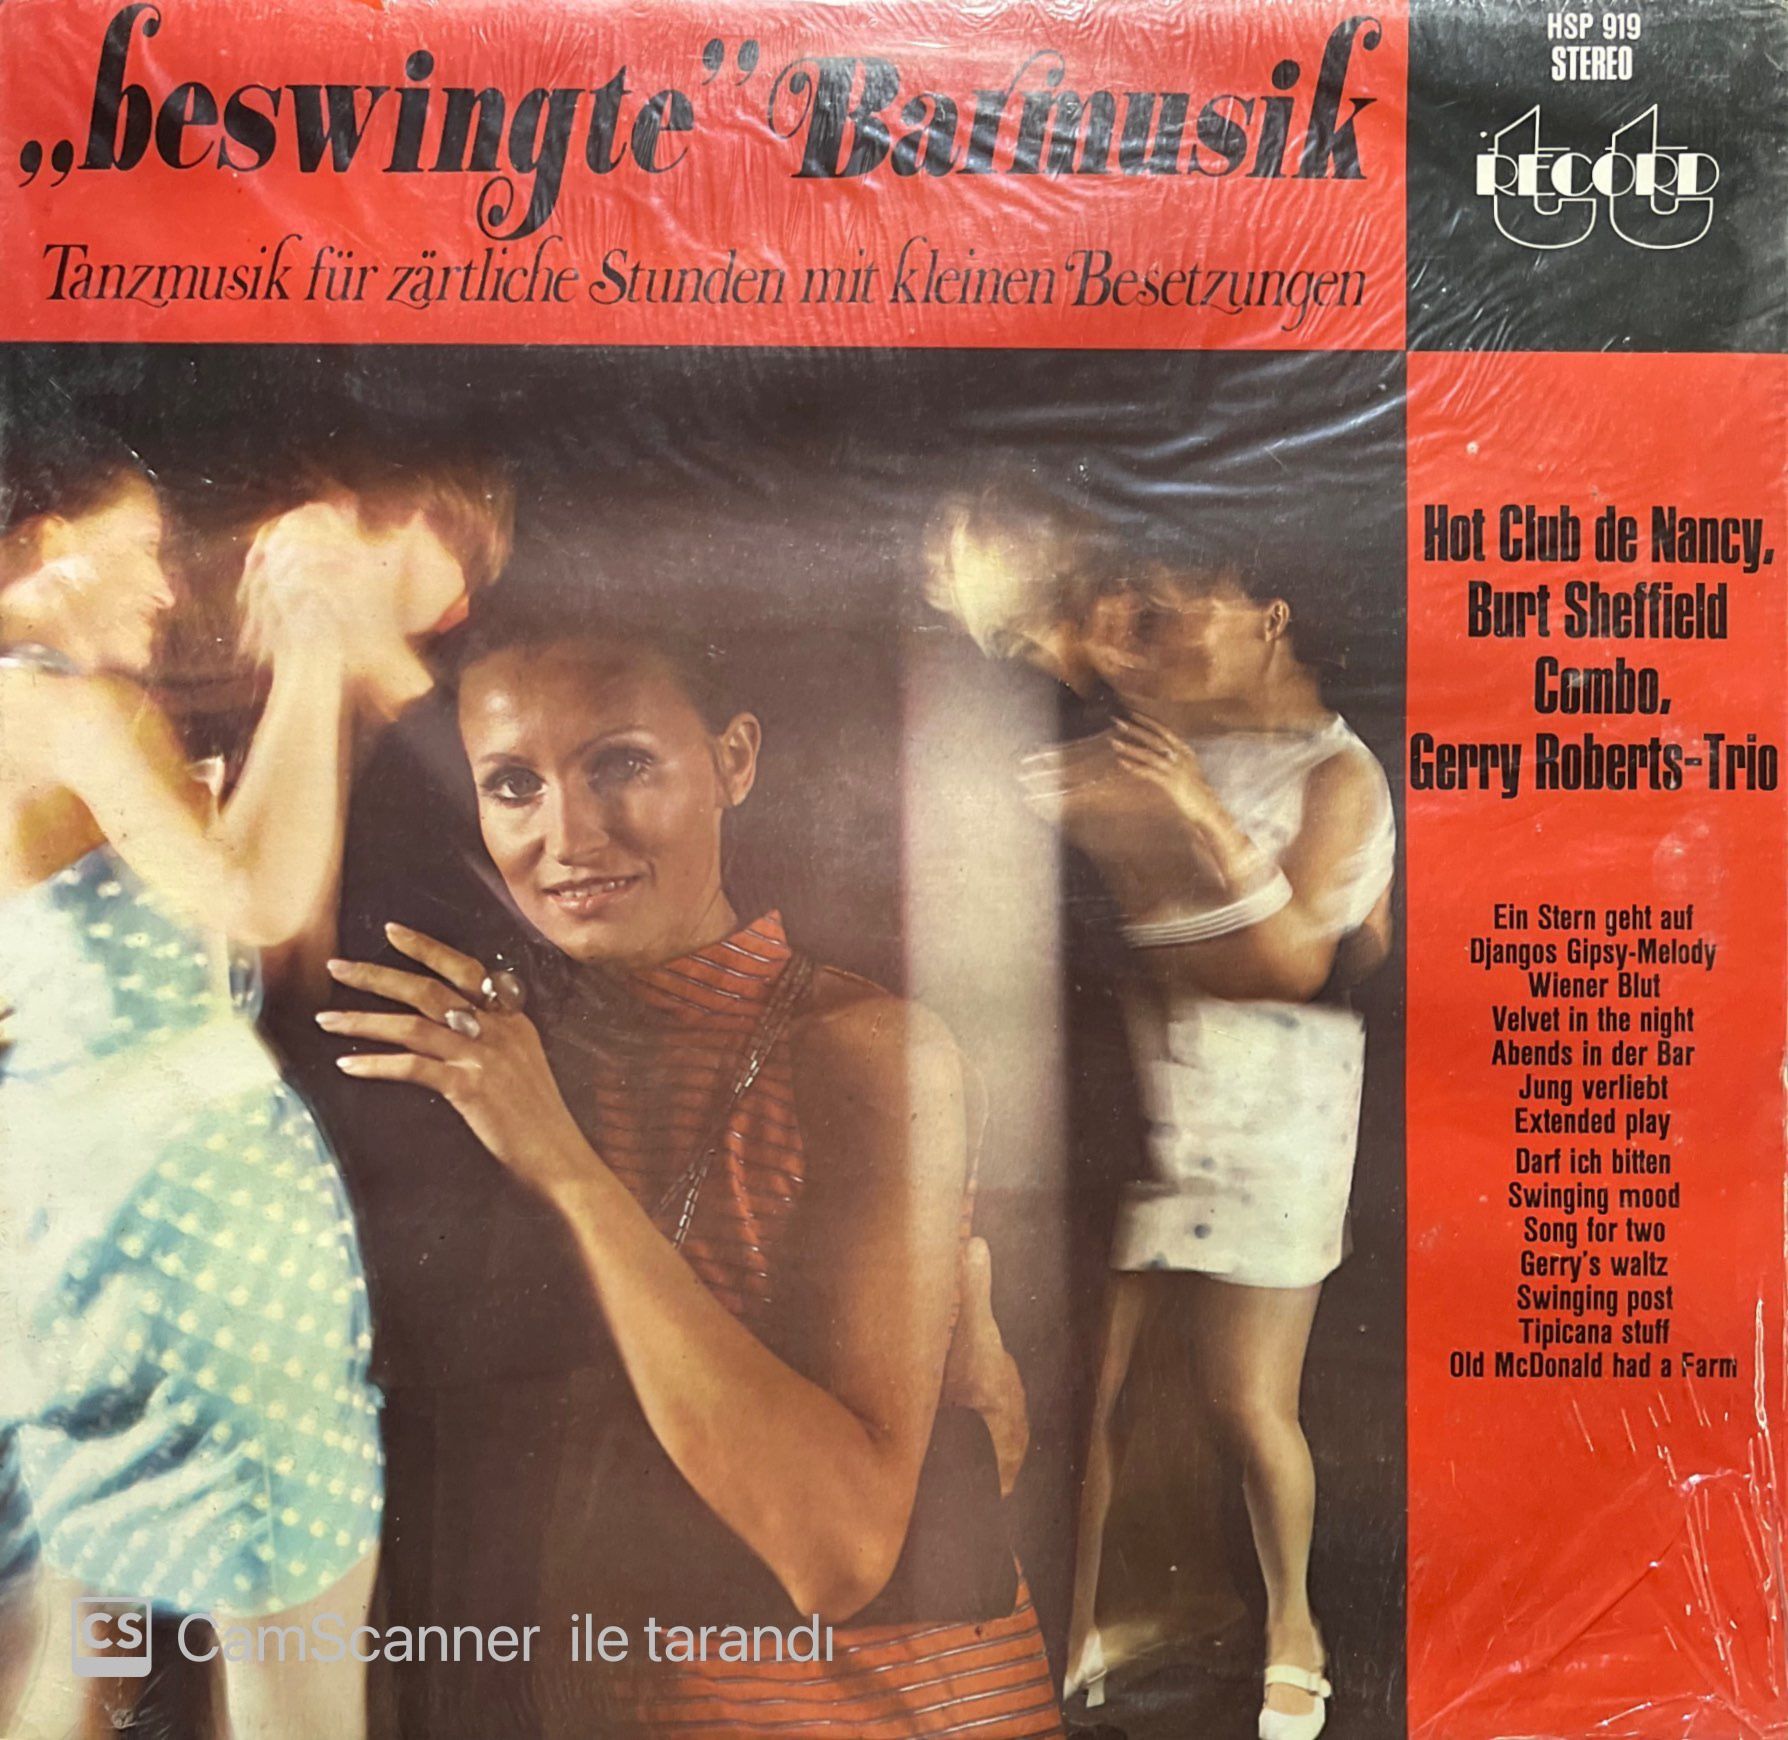 „beswingte” Barmusik
Tanzmusik für zärtliche Stunden mit kleinen Besetzungen
HSP 919
STEREO
tt RECORD
Hot Club de Nancy,
Burt Sheffield
Combo,
Gerry Roberts-Trio
Ein Stern geht auf
Djangos Gipsy-Melody
Wiener Blut
Velvet in the night
Abends in der Bar
Jung verliebt
Extended play
Darf ich bitten
Swinging mood
Song for two
Gerry's waltz
Swinging post
Tipicana stuff
Old McDonald had a Farm
CS CamScanner ile tarandı